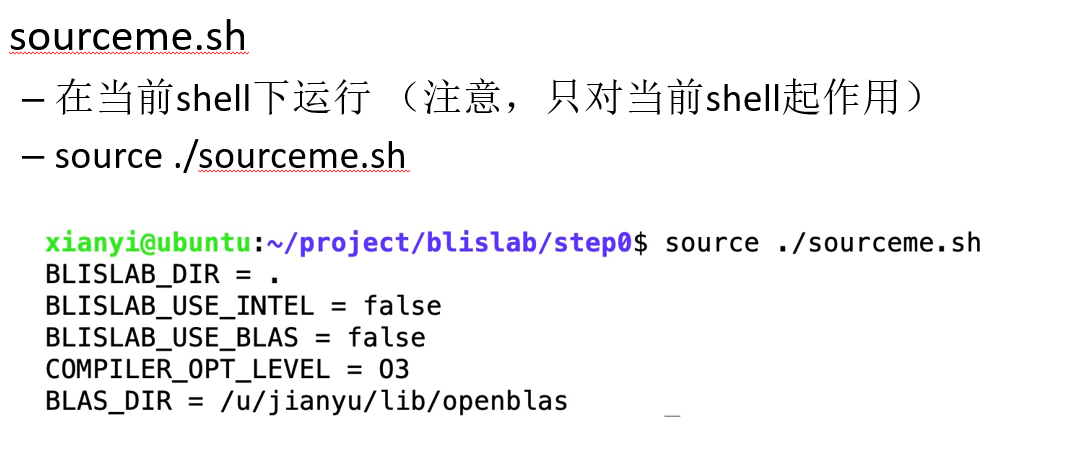 sourceme.sh
– 在当前shell下运行 （注意，只对当前shell起作用）
– source ./sourceme.sh
xianyi@ubuntu:~/project/blislab/step0$ source ./sourceme.sh
BLISLAB_DIR = .
BLISLAB_USE_INTEL = false
BLISLAB_USE_BLAS = false
COMPILER_OPT_LEVEL = O3
BLAS_DIR = /u/jianyu/lib/openblas